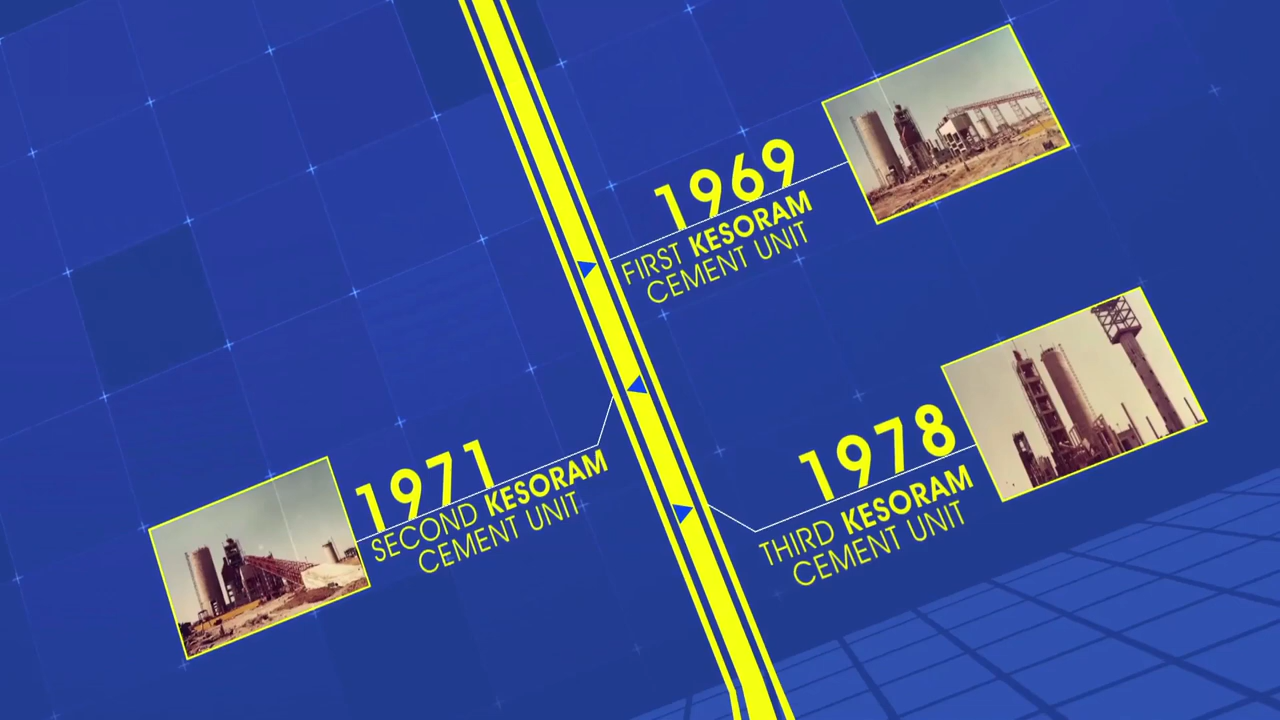 1969
FIRST KESORAM
CEMENT UNIT
1971
SECOND KESORAM
CEMENT UNIT
1978
THIRD KESORAM
CEMENT UNIT